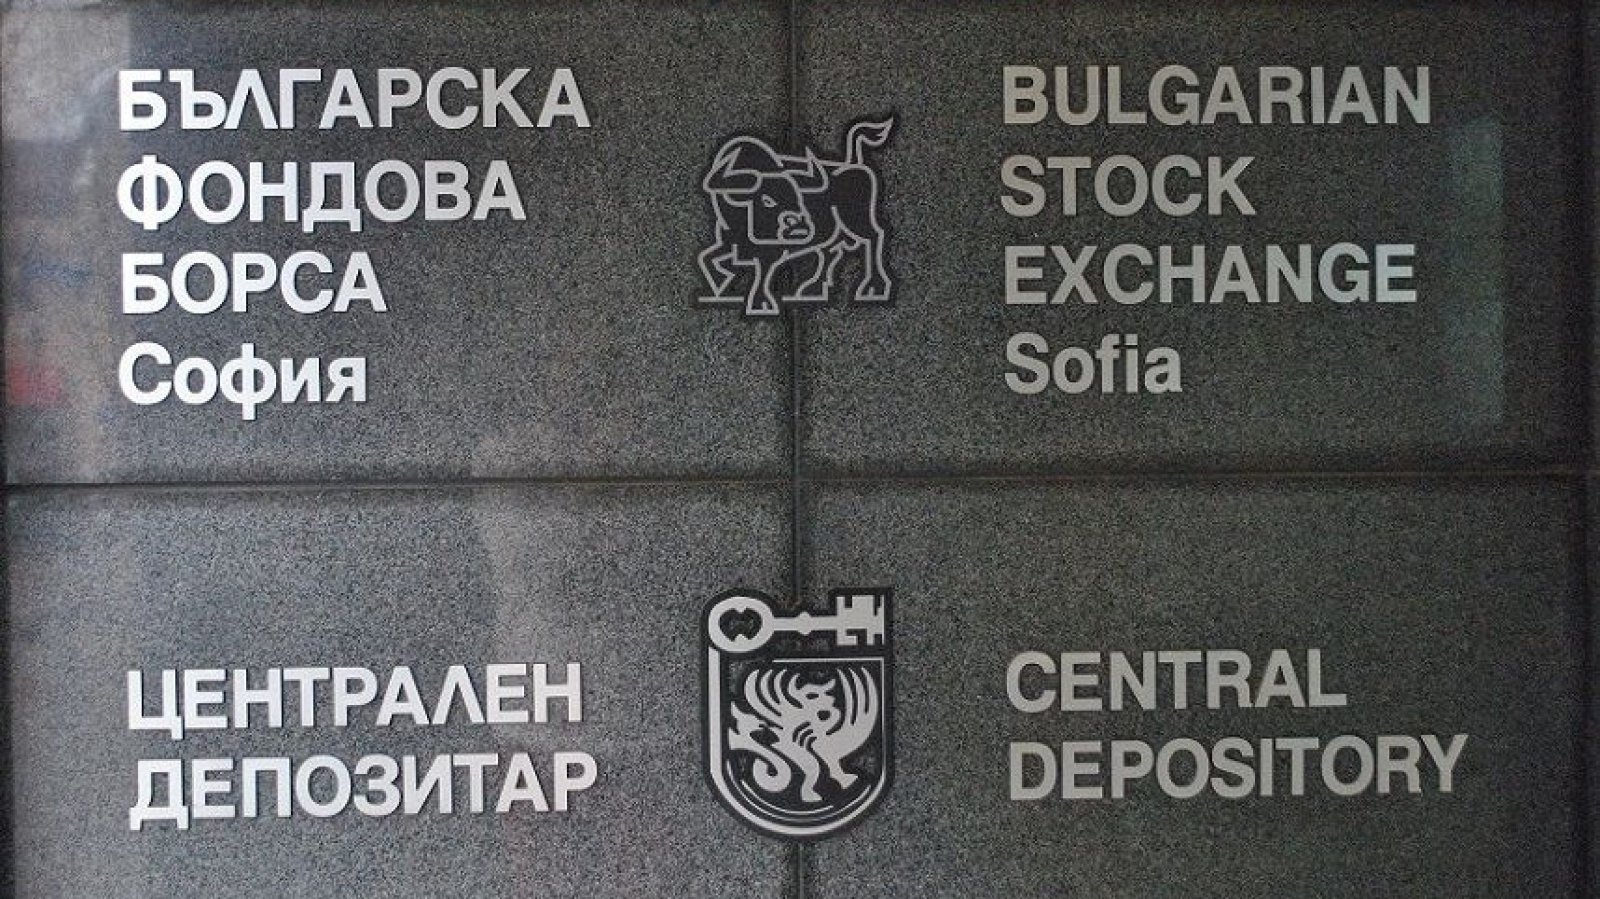 БЪЛГАРСКА
ФОНДОВА
БОРСА
София
BULGARIAN
STOCK
EXCHANGE
Sofia
ЦЕНТРАЛЕН
ДЕПОЗИТАР
CENTRAL
DEPOSITORY